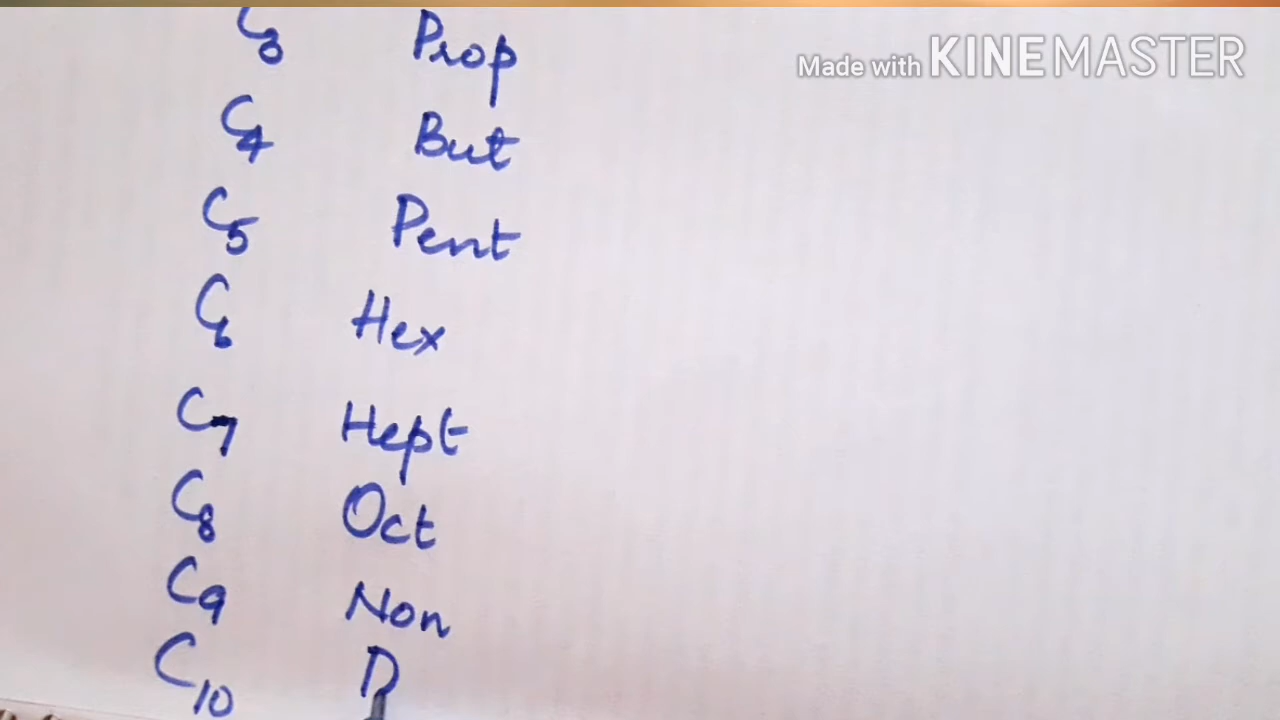 C3 Prop
Made with KINEMASTER
C4 But
C5 Pent
C6 Hex
C7 Hept
C8 Oct
C9 Non
C10 D